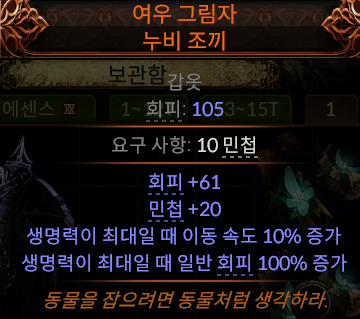 여우 그림자
누비 조끼
보관함
갑옷
에센스
회피: 105
3~15T
1
요구 사항: 10 민첩
회피 +61
민첩 +20
생명력이 최대일 때 이동 속도 10% 증가
생명력이 최대일 때 일반 회피 100% 증가
동물을 잡으려면 동물처럼 생각하라.